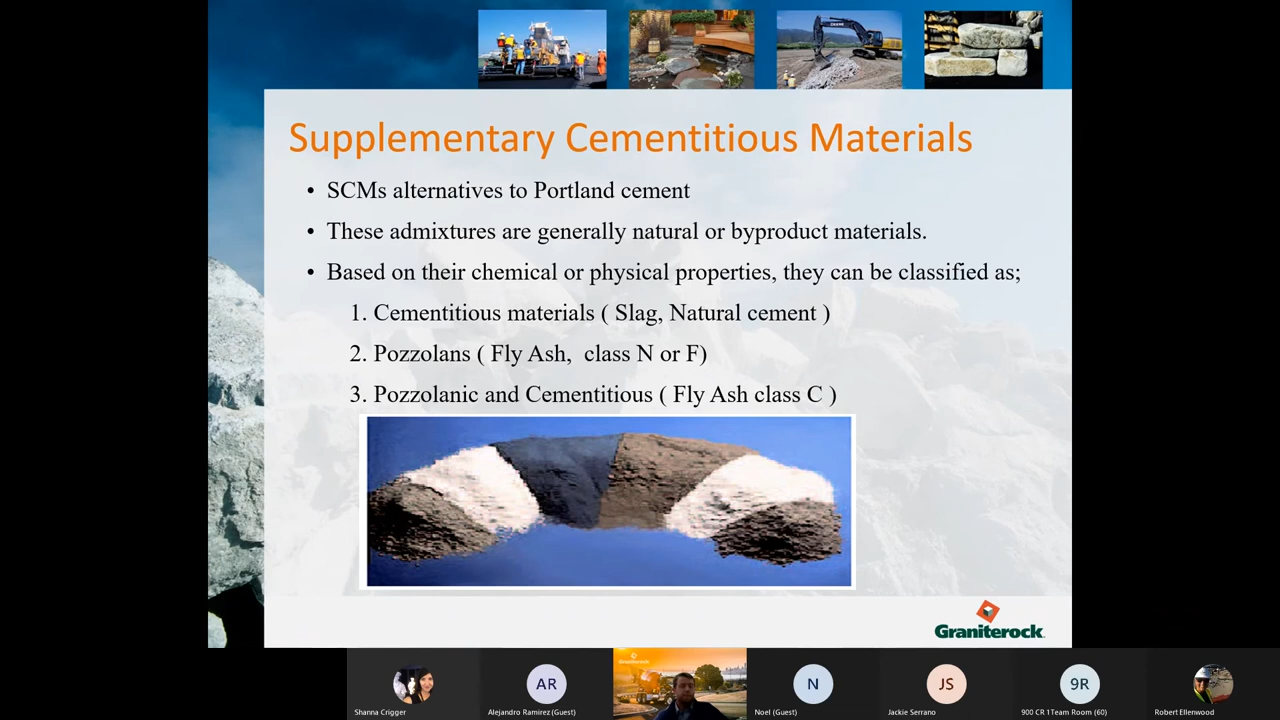 Supplementary Cementitious Materials
• SCMs alternatives to Portland cement
• These admixtures are generally natural or byproduct materials.
• Based on their chemical or physical properties, they can be classified as;
1. Cementitious materials ( Slag, Natural cement )
2. Pozzolans ( Fly Ash,  class N or F)
3. Pozzolanic and Cementitious ( Fly Ash class C )
Graniterock
Graniterock
AR
N
JS
9R
Shanna Crigger
Alejandro Ramirez (Guest)
Noel (Guest)
Jackie Serrano
900 CR 1 Team Room (60)
Robert Ellenwood